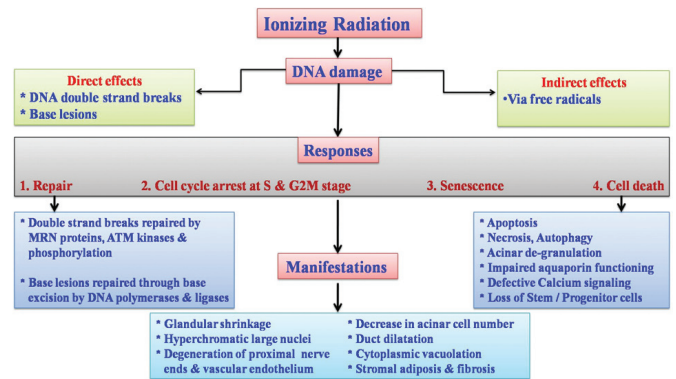 Ionizing Radiation
DNA damage
Direct effects
* DNA double strand breaks
* Base lesions
Indirect effects
•Via free radicals
Responses
1. Repair
2. Cell cycle arrest at S & G2M stage
3. Senescence
4. Cell death
* Double strand breaks repaired by
MRN proteins, ATM kinases &
phosphorylation
* Base lesions repaired through base
excision by DNA polymerases & ligases
* Apoptosis
* Necrosis, Autophagy
* Acinar de-granulation
* Impaired aquaporin functioning
* Defective Calcium signaling
* Loss of Stem / Progenitor cells
Manifestations
* Glandular shrinkage
* Hyperchromatic large nuclei
* Degeneration of proximal nerve
ends & vascular endothelium
* Decrease in acinar cell number
* Duct dilatation
* Cytoplasmic vacuolation
* Stromal adiposis & fibrosis